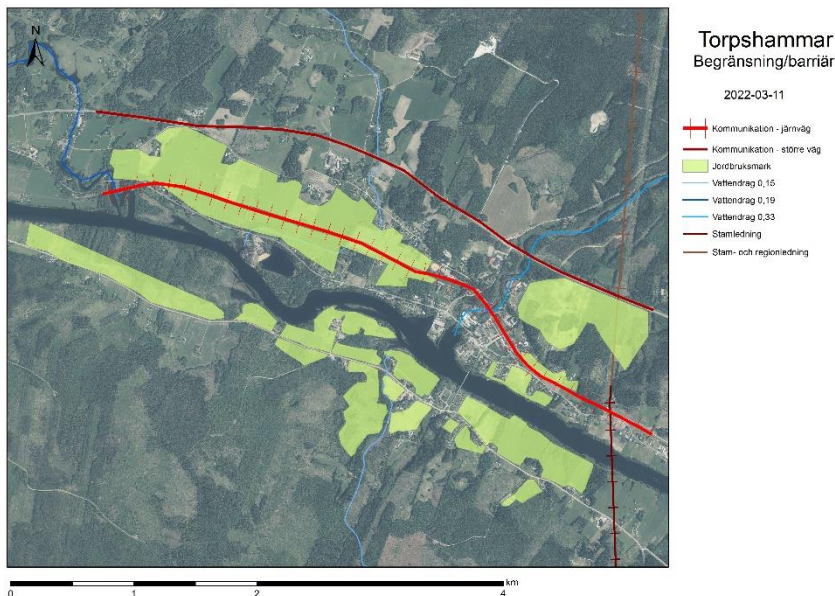 Torpshammar
Begränsning/barriär
2022-03-11
N
Kommunikation - järnväg
Kommunikation - större väg
Jordbruksmark
Vattendrag 0,15
Vattendrag 0,19
Vattendrag 0,33
Stamledning
Stam- och regionledning
km
0 1 2 4